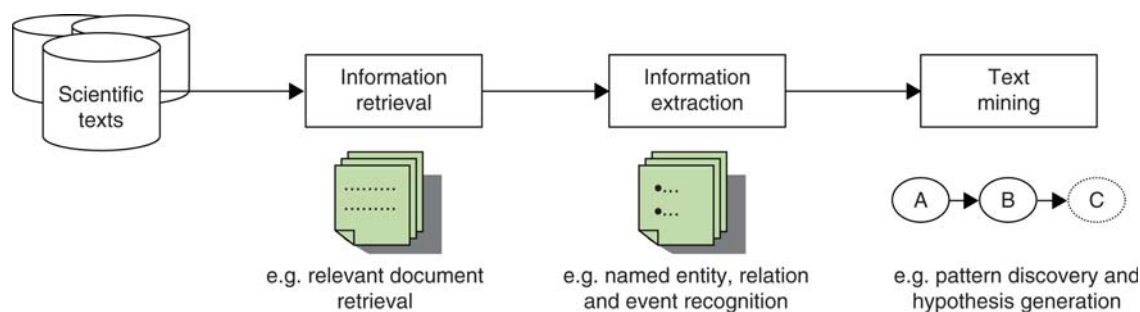 Scientific
texts
Information
retrieval
Information
extraction
Text
mining
A
B
C
e.g. relevant document
retrieval
e.g. named entity, relation
and event recognition
e.g. pattern discovery and
hypothesis generation